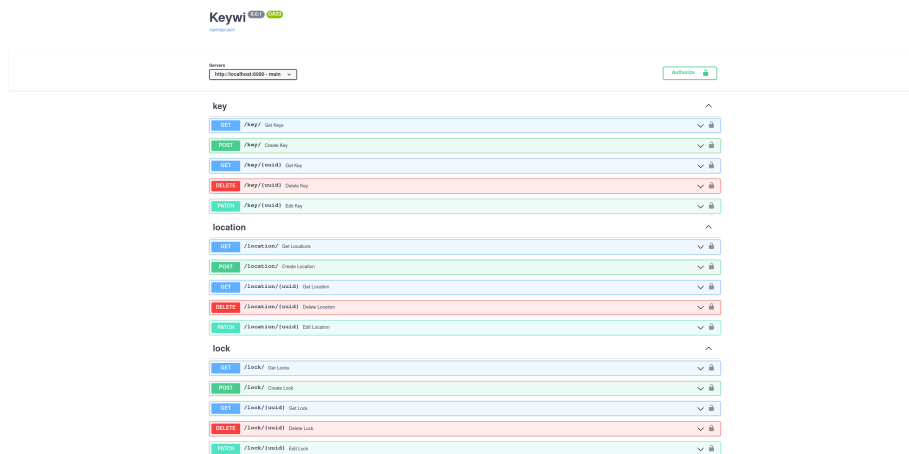 Keywi 0.0.1 OAS3
/openapi.json
Servers
http://localhost:8080 - main
Authorize
key
GET /key/ Get Keys
POST /key/ Create Key
GET /key/{uuid} Get Key
DELETE /key/{uuid} Delete Key
PATCH /key/{uuid} Edit Key
location
GET /location/ Get Locations
POST /location/ Create Location
GET /location/{uuid} Get Location
DELETE /location/{uuid} Delete Location
PATCH /location/{uuid} Edit Location
lock
GET /lock/ Get Locks
POST /lock/ Create Lock
GET /lock/{uuid} Get Lock
DELETE /lock/{uuid} Delete Lock
PATCH /lock/{uuid} Edit Lock